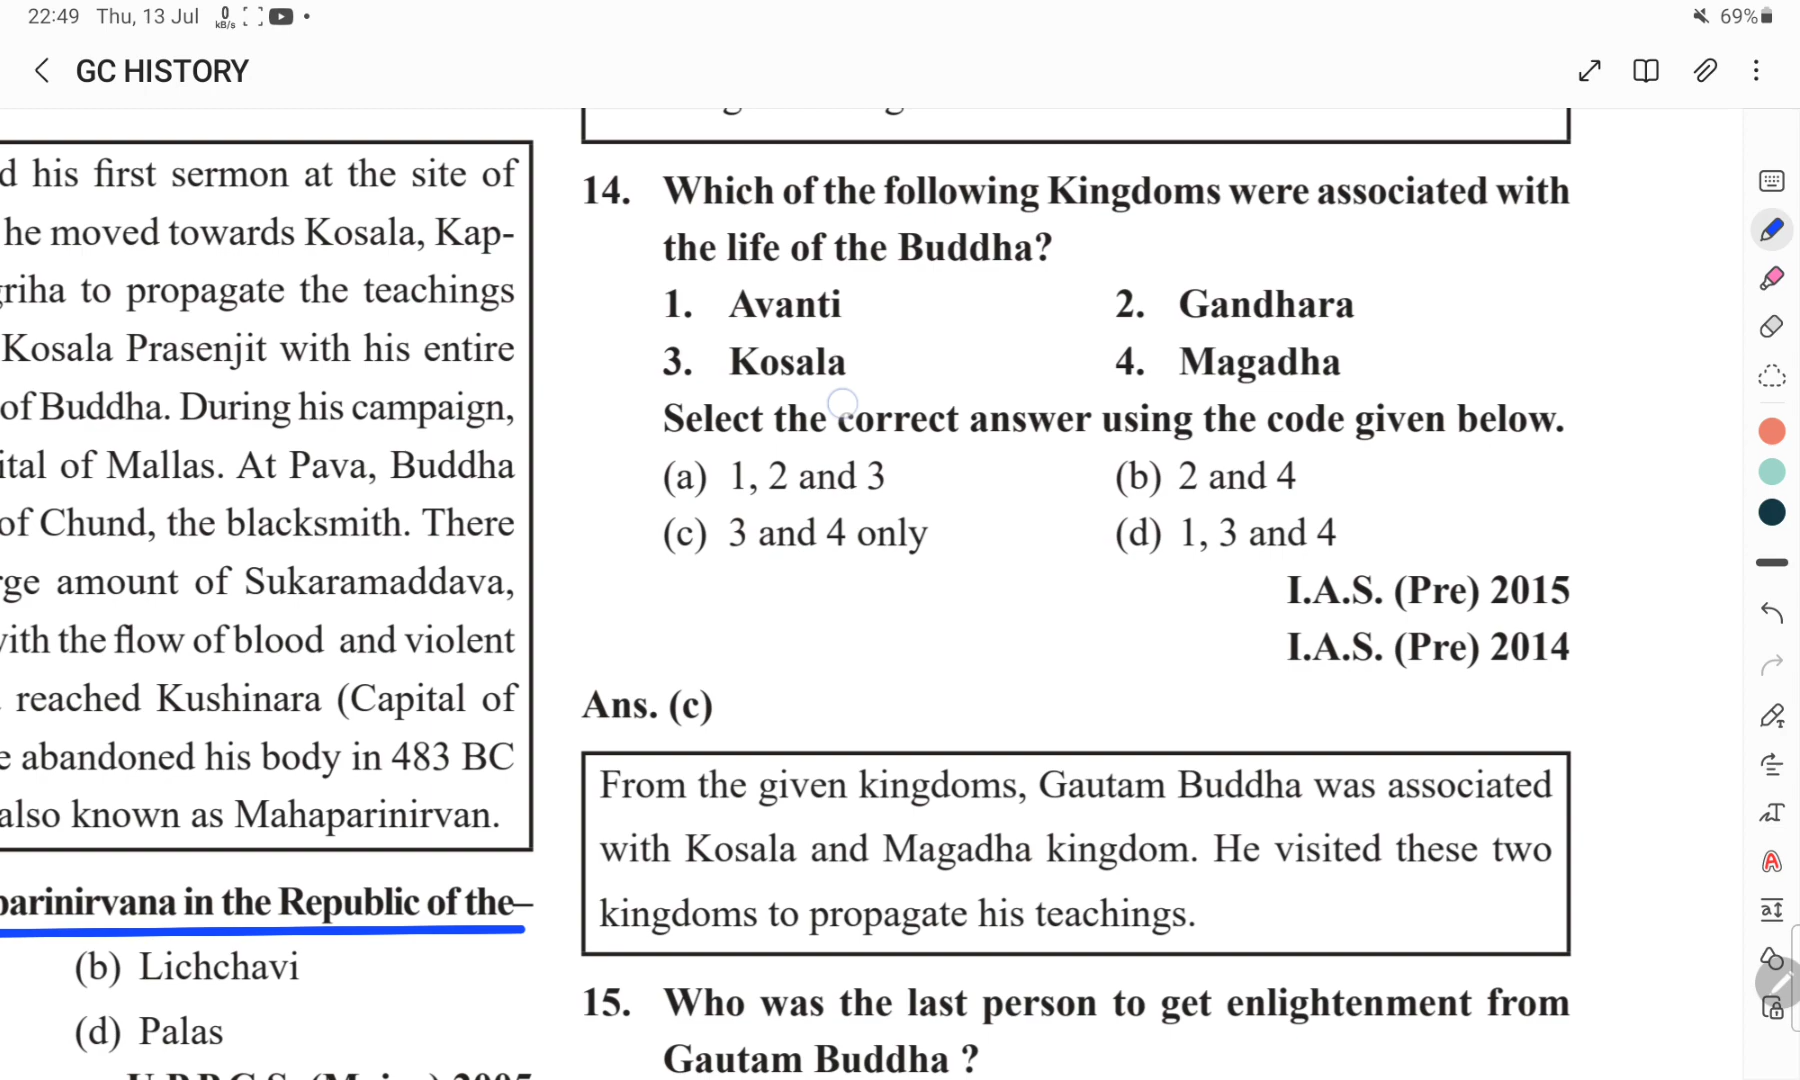 22:49 Thu, 13 Jul 0 kB/s 69%
GC HISTORY
d his first sermon at the site of
he moved towards Kosala, Kap-
griha to propagate the teachings
Kosala Prasenjit with his entire
of Buddha. During his campaign,
ital of Mallas. At Pava, Buddha
of Chund, the blacksmith. There
rge amount of Sukaramaddava,
with the flow of blood and violent
reached Kushinara (Capital of
e abandoned his body in 483 BC
also known as Mahaparinirvan.
parinirvana in the Republic of the–
(b) Lichchavi
(d) Palas
14. Which of the following Kingdoms were associated with
the life of the Buddha?
1. Avanti 2. Gandhara
3. Kosala 4. Magadha
Select the correct answer using the code given below.
(a) 1, 2 and 3 (b) 2 and 4
(c) 3 and 4 only (d) 1, 3 and 4
I.A.S. (Pre) 2015
I.A.S. (Pre) 2014
Ans. (c)
From the given kingdoms, Gautam Buddha was associated
with Kosala and Magadha kingdom. He visited these two
kingdoms to propagate his teachings.
15. Who was the last person to get enlightenment from
Gautam Buddha ?